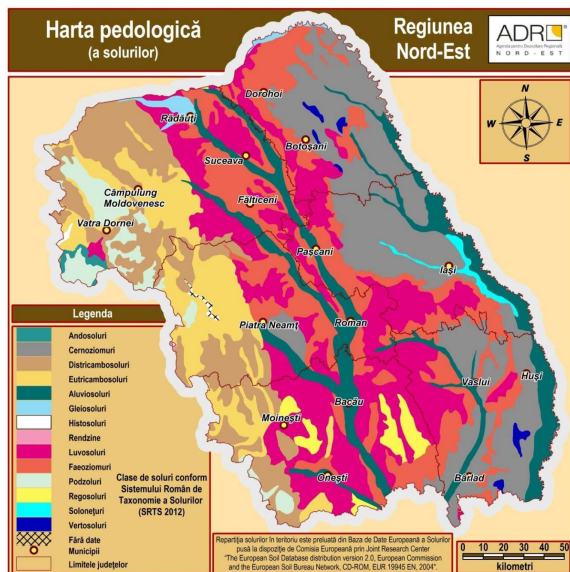 Harta pedologică
(a solurilor)
Regiunea
Nord-Est
ADR
Agenția pentru Dezvoltare Regională
NORD-EST
N
W
E
S
Dorohoi
Rădăuți
Botoșani
Suceava
Fălticeni
Câmpulung
Moldovenesc
Vatra Dornei
Pașcani
Iași
Piatra Neamț
Roman
Huși
Vaslui
Bacău
Moinești
Onești
Bârlad
Legenda
Andosoluri
Cernoziomuri
Districambosoluri
Eutricambosoluri
Aluviosoluri
Gleiosoluri
Histosoluri
Rendzine
Luvosoluri
Faeoziomuri
Podzoluri
Regosoluri
Solonețuri
Vertosoluri
Fără date
Municipii
Limitele județelor
Clase de soluri conform
Sistemului Român de
Taxonomie a Solurilor
(SRTS 2012)
Repartiția solurilor în teritoriu este preluată din Baza de Date Europeană a Solurilor
pusă la dispoziție de Comisia Europeană prin Joint Research Center
"The European Soil Database distribution version 2.0, European Commission
and the European Soil Bureau Network, CD-ROM, EUR 19945 EN, 2004".
0 10 20 30 40 50
kilometri